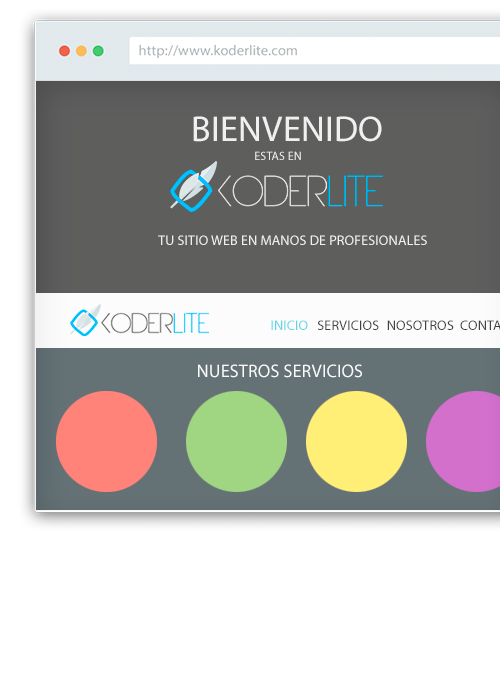 http://www.koderlite.com
BIENVENIDO
ESTAS EN
KODERLITE
TU SITIO WEB EN MANOS DE PROFESIONALES
KODERLITE
INICIO SERVICIOS NOSOTROS CONTA
NUESTROS SERVICIOS